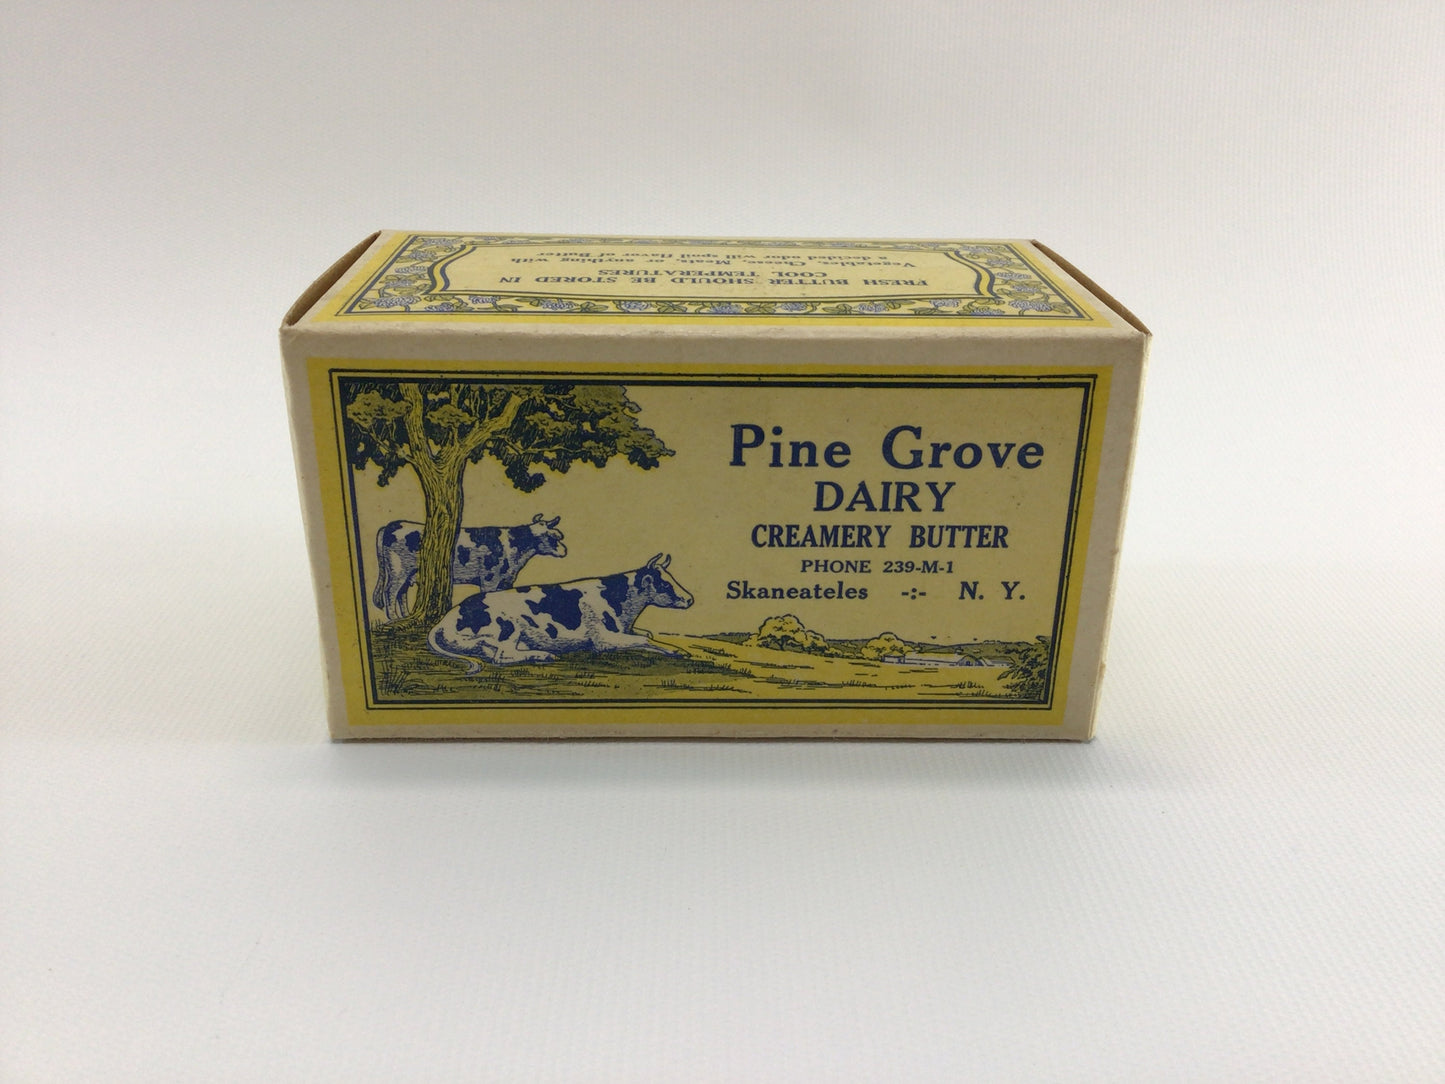 FRESH BUTTER SHOULD BE STORED IN
COOL TEMPERATURES
Vegetables, Cheese, Meats, or anything with
a decided odor will spoil flavor of Butter
Pine Grove
DAIRY
CREAMERY BUTTER
PHONE 239-M-1
Skaneateles -:- N. Y.